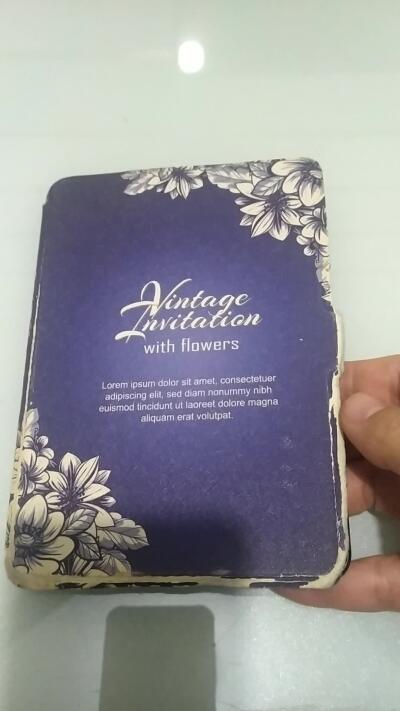 Vintage
Invitation
with flowers
Lorem ipsum dolor sit amet, consectetuer
adipiscing elit, sed diam nonummy nibh
euismod tincidunt ut laoreet dolore magna
aliquam erat volutpat.